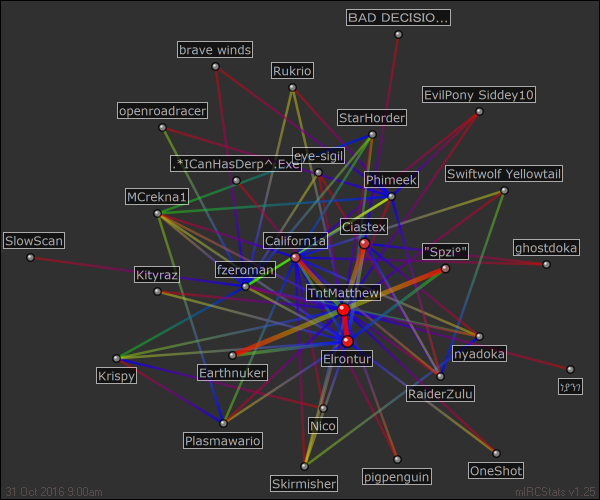 BAD DECISIO...
brave winds
Rukrio
EvilPony Siddey10
openroadracer
StarHorder
eye-sigil
.*ICanHasDerp^.Exe
Phimeek
Swiftwolf Yellowtail
MCrekna1
Ciastex
SlowScan
Californ1a
"Spzi°"
ghostdoka
Kityraz
fzeroman
TntMatthew
Elrontur
nyadoka
Krispy
Earthnuker
RaiderZulu
Nico
Plasmawario
Skirmisher
pigpenguin
OneShot
31 Oct 2016 9:00am
mIRCStats v1.25